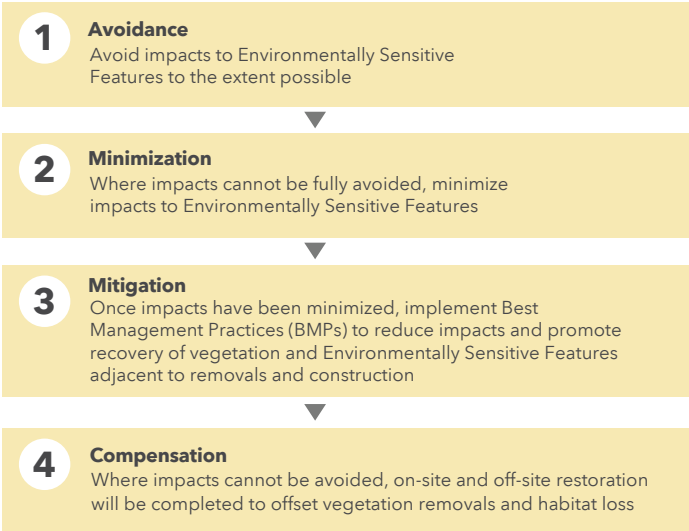 1
Avoidance
Avoid impacts to Environmentally Sensitive
Features to the extent possible
2
Minimization
Where impacts cannot be fully avoided, minimize
impacts to Environmentally Sensitive Features
3
Mitigation
Once impacts have been minimized, implement Best
Management Practices (BMPs) to reduce impacts and promote
recovery of vegetation and Environmentally Sensitive Features
adjacent to removals and construction
4
Compensation
Where impacts cannot be avoided, on-site and off-site restoration
will be completed to offset vegetation removals and habitat loss